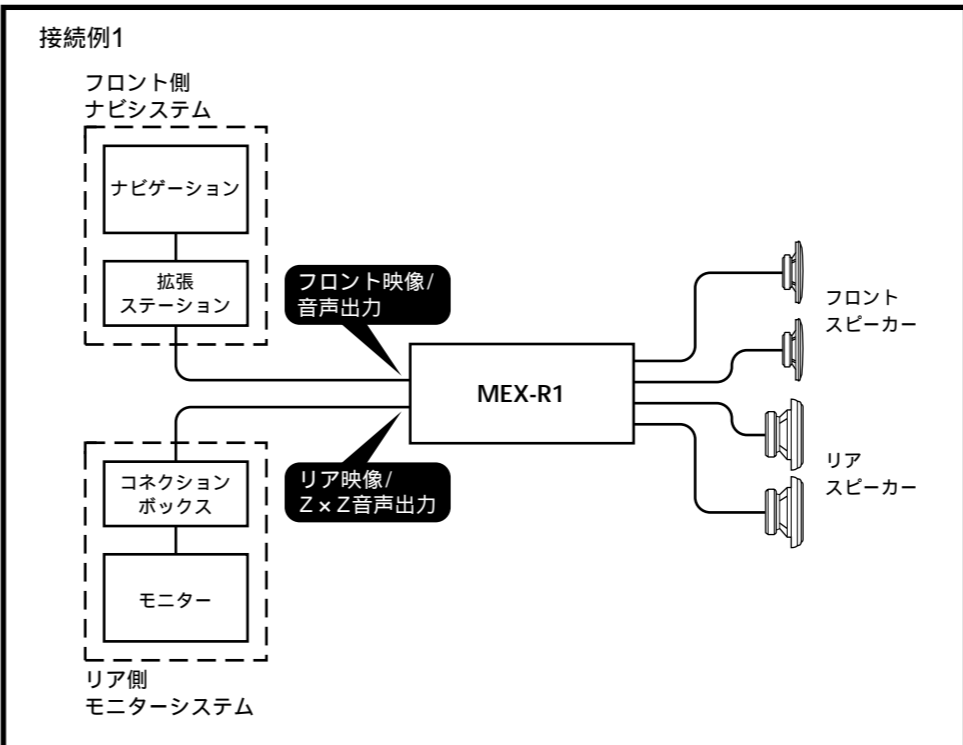 接続例1
フロント側
ナビシステム
ナビゲーション
拡張
ステーション
フロント映像/
音声出力
MEX-R1
フロント
スピーカー
リア
スピーカー
リア映像/
Z×Z音声出力
コネクション
ボックス
モニター
リア側
モニターシステム